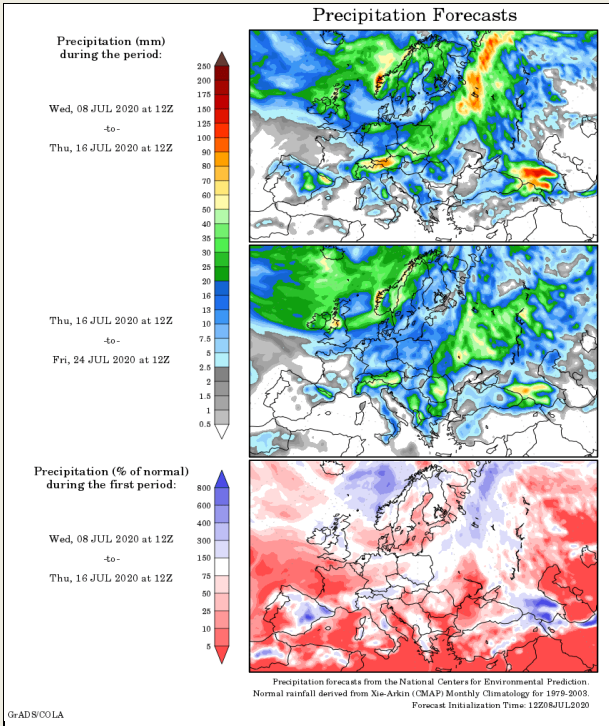 Precipitation Forecasts
Precipitation (mm)
during the period:
Wed, 08 JUL 2020 at 12Z
-to-
Thu, 16 JUL 2020 at 12Z
250
200
175
150
125
100
90
80
70
60
50
40
35
30
25
20
16
13
10
7.5
5
2.5
2
1.5
1
0.5
Thu, 16 JUL 2020 at 12Z
-to-
Fri, 24 JUL 2020 at 12Z
Precipitation (% of normal)
during the first period:
Wed, 08 JUL 2020 at 12Z
-to-
Thu, 16 JUL 2020 at 12Z
800
600
400
300
150
75
50
25
10
5
Precipitation forecasts from the National Centers for Environmental Prediction.
Normal rainfall derived from Xie-Arkin (CMAP) Monthly Climatology for 1979-2003.
Forecast Initialization Time: 12Z08JUL2020
GrADS/COLA